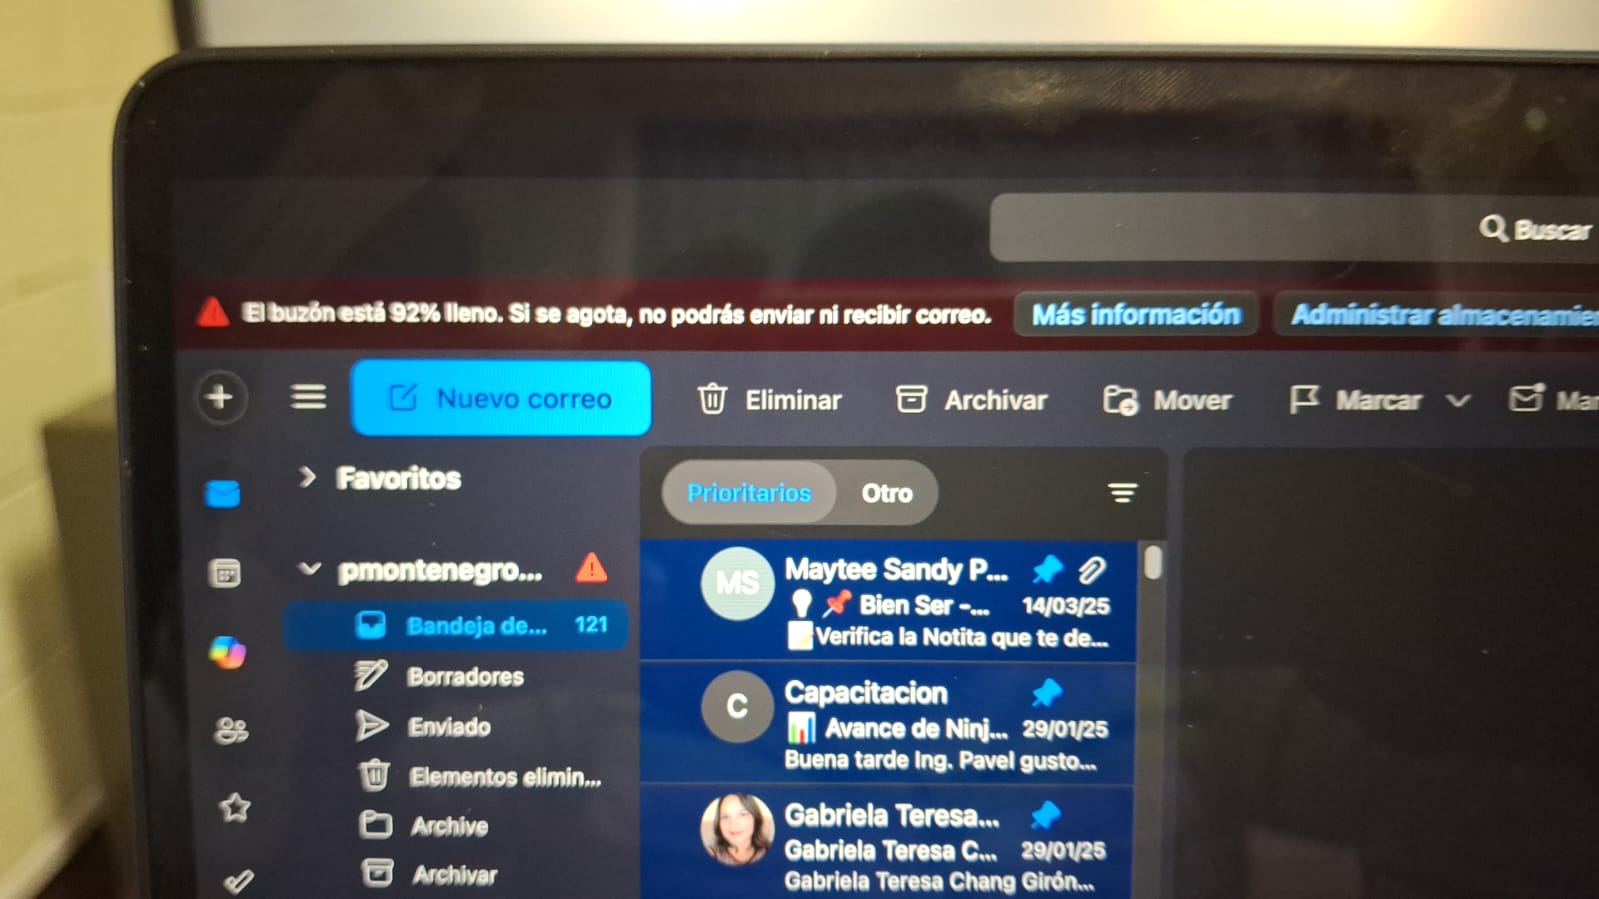 Buscar
El buzón está 92% lleno. Si se agota, no podrás enviar ni recibir correo. Más información Administrar almacenamie
Nuevo correo Eliminar Archivar Mover Marcar Mar
Favoritos
pmontenegro...
Bandeja de... 121
Borradores
Enviado
Elementos elimin...
Archive
Archivar
Prioritarios Otro
MS Maytee Sandy P...
Bien Ser -... 14/03/25
Verifica la Notita que te de...
C Capacitacion
Avance de Ninj... 29/01/25
Buena tarde Ing. Pavel gusto...
Gabriela Teresa...
Gabriela Teresa C... 29/01/25
Gabriela Teresa Chang Girón...